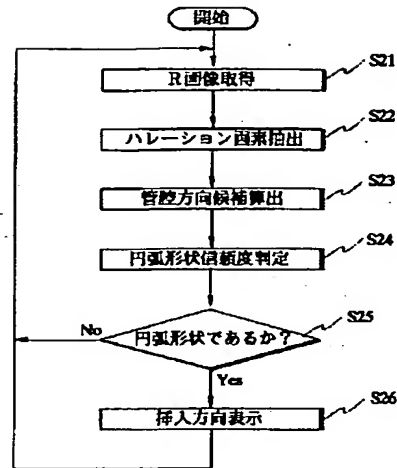 開始
R画像取得
S21
ハレーション画素抽出
S22
管腔方向候補算出
S23
円弧形状信頼度判定
S24
円弧形状であるか?
S25
No
Yes
挿入方向表示
S26